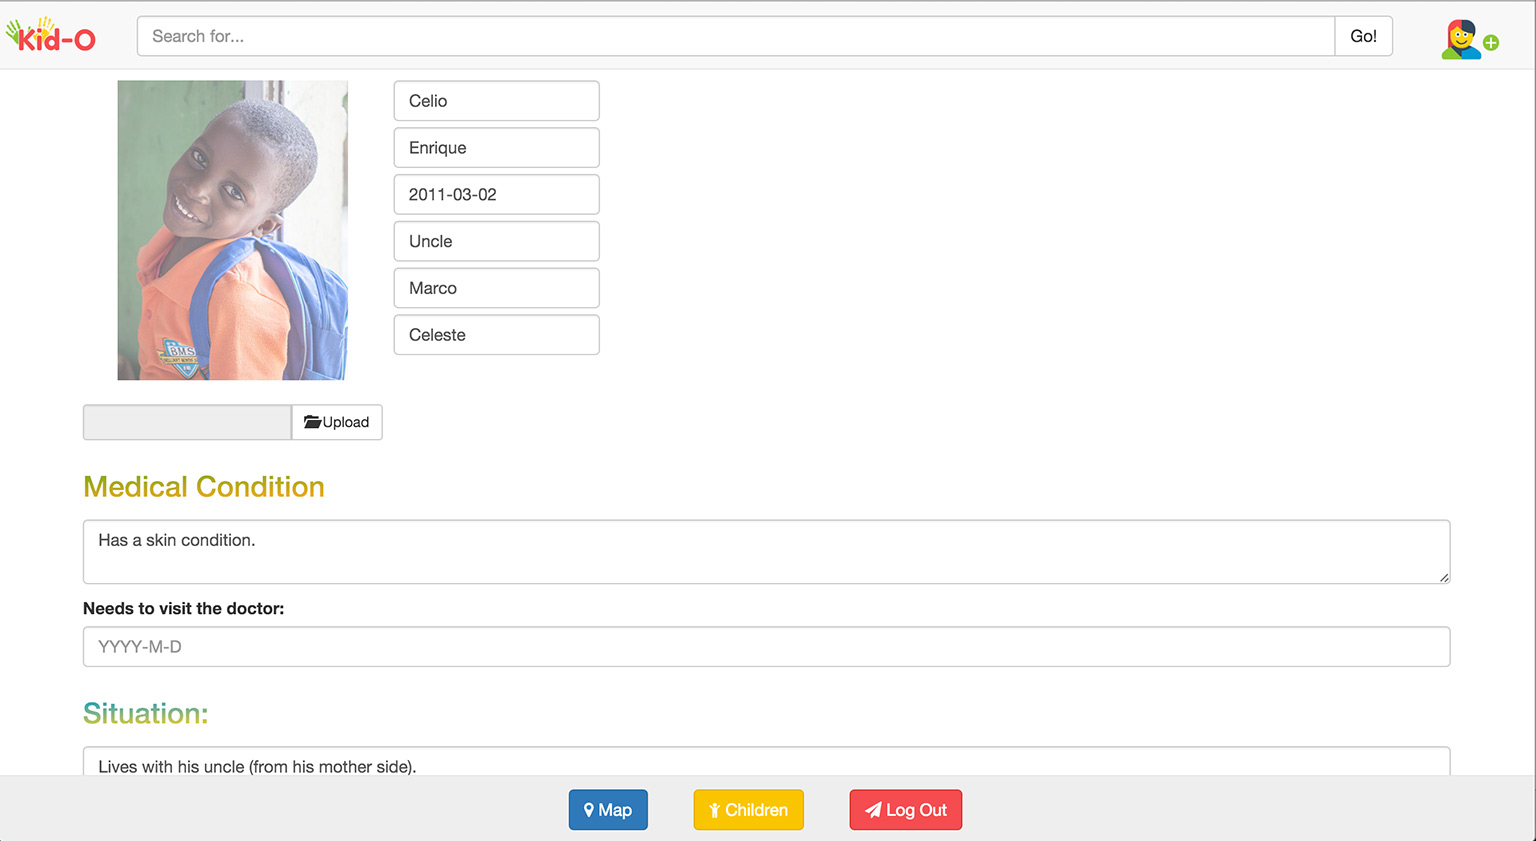 Kid-O
Search for...
Go!
Celio
Enrique
2011-03-02
Uncle
Marco
Celeste
BMS
Upload
Medical Condition
Has a skin condition.
Needs to visit the doctor:
YYYY-M-D
Situation:
Lives with his uncle (from his mother side).
Map
Children
Log Out